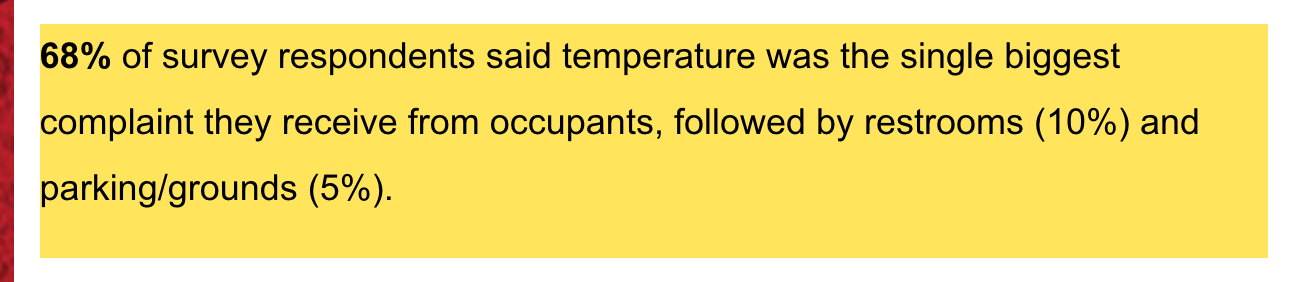 68% of survey respondents said temperature was the single biggest
complaint they receive from occupants, followed by restrooms (10%) and
parking/grounds (5%).